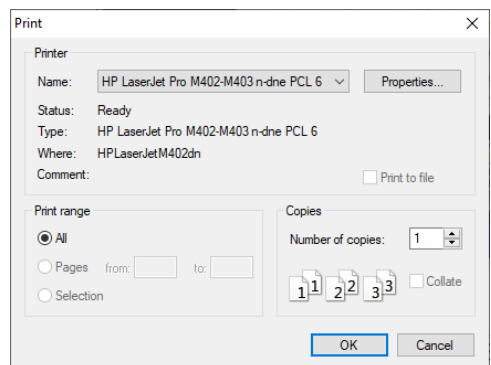 Print
Printer
Name: HP LaserJet Pro M402-M403 n-dne PCL 6 Properties...
Status: Ready
Type: HP LaserJet Pro M402-M403 n-dne PCL 6
Where: HPLaserJetM402dn
Comment: Print to file
Print range
All
Pages from: to:
Selection
Copies
Number of copies: 1
1 1 2 2 3 3 Collate
OK Cancel